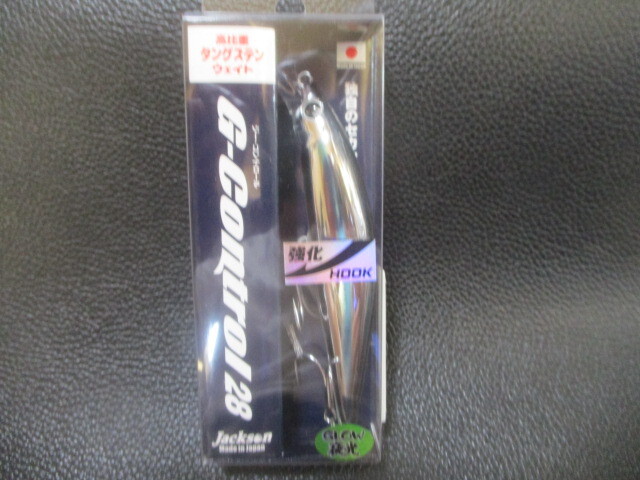 高比重
タングステン
ウェイト
G-Control 28
ジーコントロール
強化
HOOK
GLOW
夜光
Jackson
Made in Japan